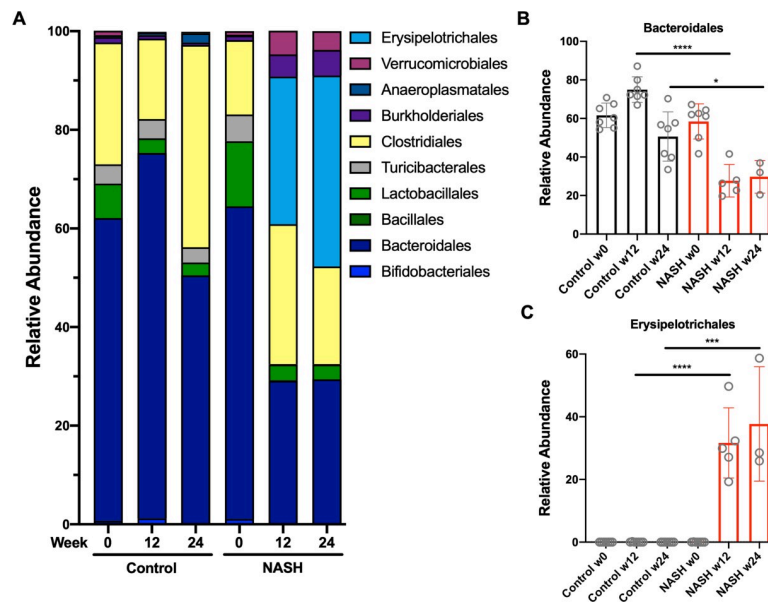 A
Relative Abundance
100
80
60
40
20
0
Week 0 12 24 0 12 24
Control NASH
Erysipelotrichales
Verrucomicrobiales
Anaeroplasmatales
Burkholderiales
Clostridiales
Turicibacterales
Lactobacillales
Bacillales
Bacteroidales
Bifidobacteriales
B
Bacteroidales
Relative Abundance
100
80
60
40
20
0
****
*
Control w0
Control w12
Control w24
NASH w0
NASH w12
NASH w24
C
Erysipelotrichales
Relative Abundance
60
40
20
0
***
****
Control w0
Control w12
Control w24
NASH w0
NASH w12
NASH w24